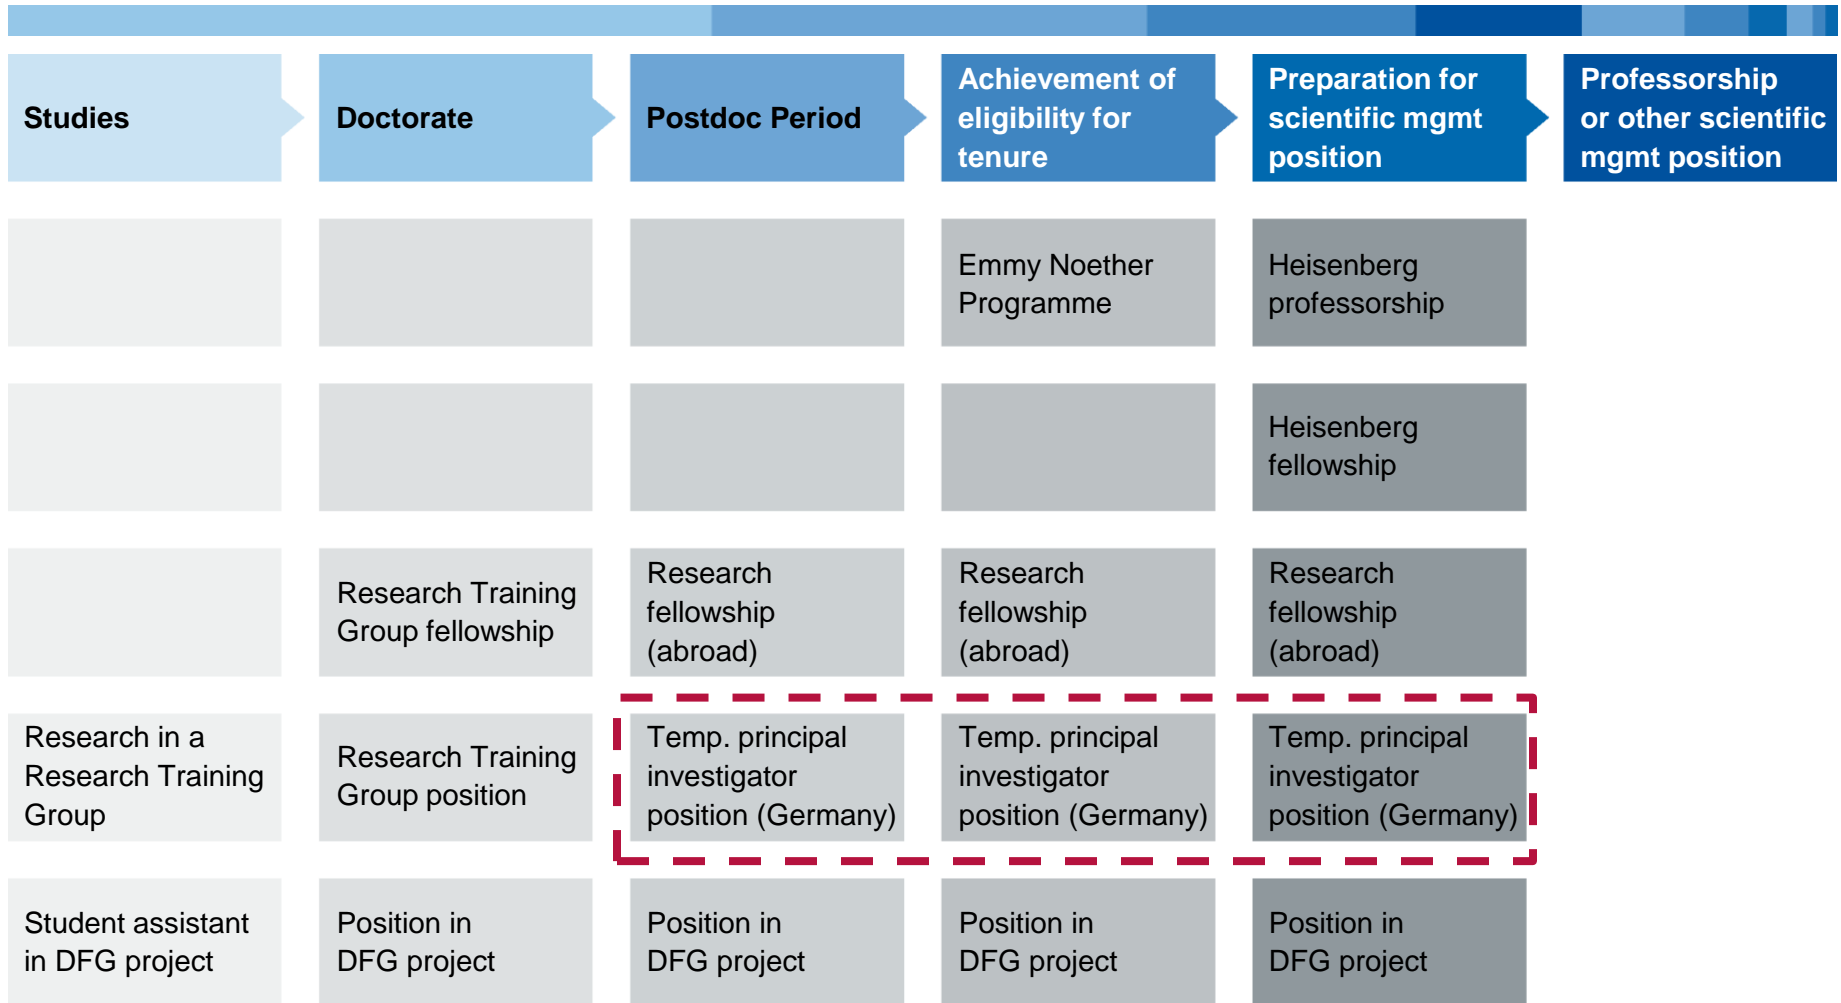 Studies
Doctorate
Postdoc Period
Achievement of
eligibility for
tenure
Preparation for
scientific mgmt
position
Professorship
or other scientific
mgmt position
Emmy Noether
Programme
Heisenberg
professorship
Heisenberg
fellowship
Research Training
Group fellowship
Research
fellowship
(abroad)
Research
fellowship
(abroad)
Research
fellowship
(abroad)
Research in a
Research Training
Group
Research Training
Group position
Temp. principal
investigator
position (Germany)
Temp. principal
investigator
position (Germany)
Temp. principal
investigator
position (Germany)
Student assistant
in DFG project
Position in
DFG project
Position in
DFG project
Position in
DFG project
Position in
DFG project